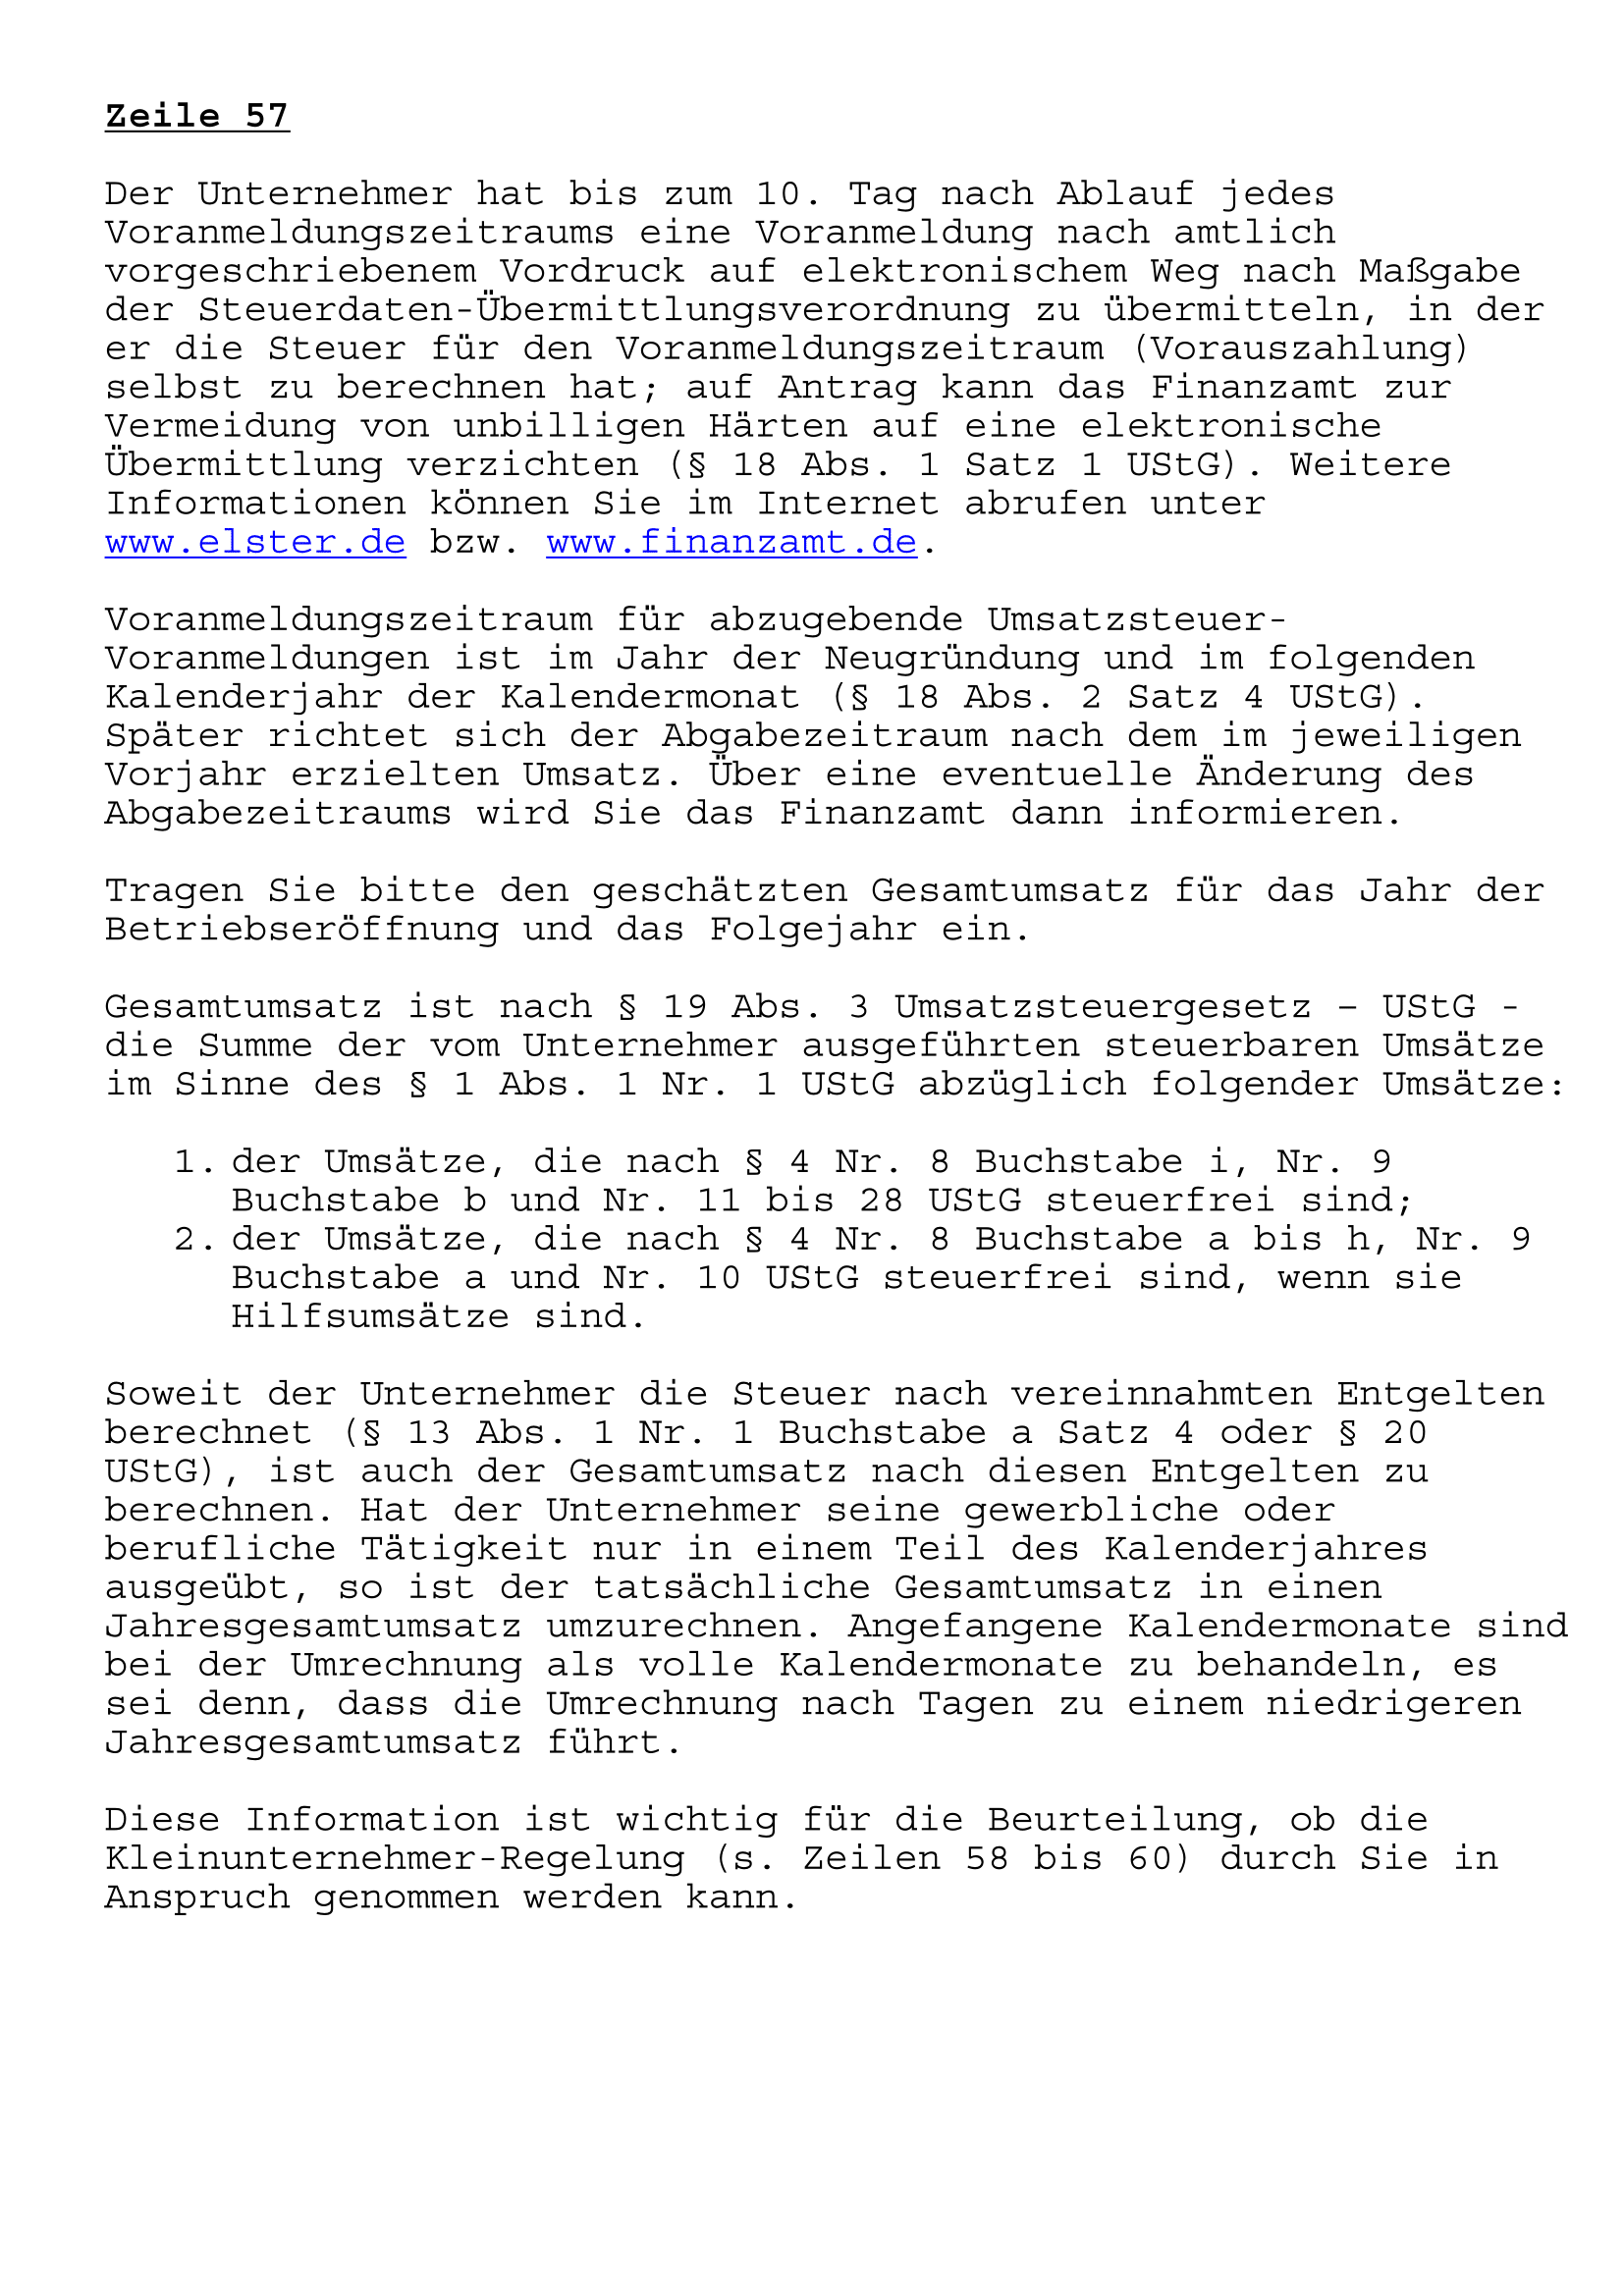 Zeile 57
Der Unternehmer hat bis zum 10. Tag nach Ablauf jedes
Voranmeldungszeitraums eine Voranmeldung nach amtlich
vorgeschriebenem Vordruck auf elektronischem Weg nach Maßgabe
der Steuerdaten-Übermittlungsverordnung zu übermitteln, in der
er die Steuer für den Voranmeldungszeitraum (Vorauszahlung)
selbst zu berechnen hat; auf Antrag kann das Finanzamt zur
Vermeidung von unbilligen Härten auf eine elektronische
Übermittlung verzichten (§ 18 Abs. 1 Satz 1 UStG). Weitere
Informationen können Sie im Internet abrufen unter
www.elster.de bzw. www.finanzamt.de.
Voranmeldungszeitraum für abzugebende Umsatzsteuer-
Voranmeldungen ist im Jahr der Neugründung und im folgenden
Kalenderjahr der Kalendermonat (§ 18 Abs. 2 Satz 4 UStG).
Später richtet sich der Abgabezeitraum nach dem im jeweiligen
Vorjahr erzielten Umsatz. Über eine eventuelle Änderung des
Abgabezeitraums wird Sie das Finanzamt dann informieren.
Tragen Sie bitte den geschätzten Gesamtumsatz für das Jahr der
Betriebseröffnung und das Folgejahr ein.
Gesamtumsatz ist nach § 19 Abs. 3 Umsatzsteuergesetz – UStG -
die Summe der vom Unternehmer ausgeführten steuerbaren Umsätze
im Sinne des § 1 Abs. 1 Nr. 1 UStG abzüglich folgender Umsätze:
1. der Umsätze, die nach § 4 Nr. 8 Buchstabe i, Nr. 9
Buchstabe b und Nr. 11 bis 28 UStG steuerfrei sind;
2. der Umsätze, die nach § 4 Nr. 8 Buchstabe a bis h, Nr. 9
Buchstabe a und Nr. 10 UStG steuerfrei sind, wenn sie
Hilfsumsätze sind.
Soweit der Unternehmer die Steuer nach vereinnahmten Entgelten
berechnet (§ 13 Abs. 1 Nr. 1 Buchstabe a Satz 4 oder § 20
UStG), ist auch der Gesamtumsatz nach diesen Entgelten zu
berechnen. Hat der Unternehmer seine gewerbliche oder
berufliche Tätigkeit nur in einem Teil des Kalenderjahres
ausgeübt, so ist der tatsächliche Gesamtumsatz in einen
Jahresgesamtumsatz umzurechnen. Angefangene Kalendermonate sind
bei der Umrechnung als volle Kalendermonate zu behandeln, es
sei denn, dass die Umrechnung nach Tagen zu einem niedrigeren
Jahresgesamtumsatz führt.
Diese Information ist wichtig für die Beurteilung, ob die
Kleinunternehmer-Regelung (s. Zeilen 58 bis 60) durch Sie in
Anspruch genommen werden kann.